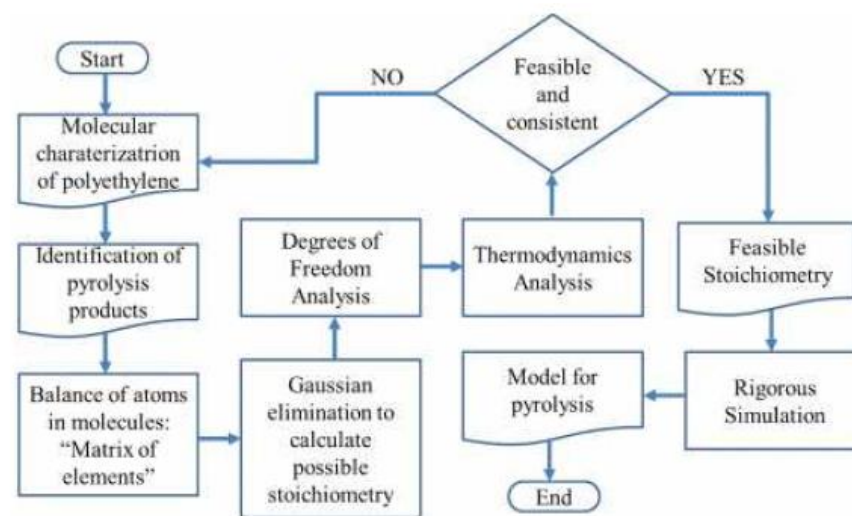 Start
Molecular
charaterizatrion
of polyethylene
Identification of
pyrolysis
products
Balance of atoms
in molecules:
“Matrix of
elements”
Gaussian
elimination to
calculate
possible
stoichiometry
Degrees of
Freedom
Analysis
Thermodynamics
Analysis
Feasible
and
consistent
NO
YES
Feasible
Stoichiometry
Rigorous
Simulation
Model for
pyrolysis
End